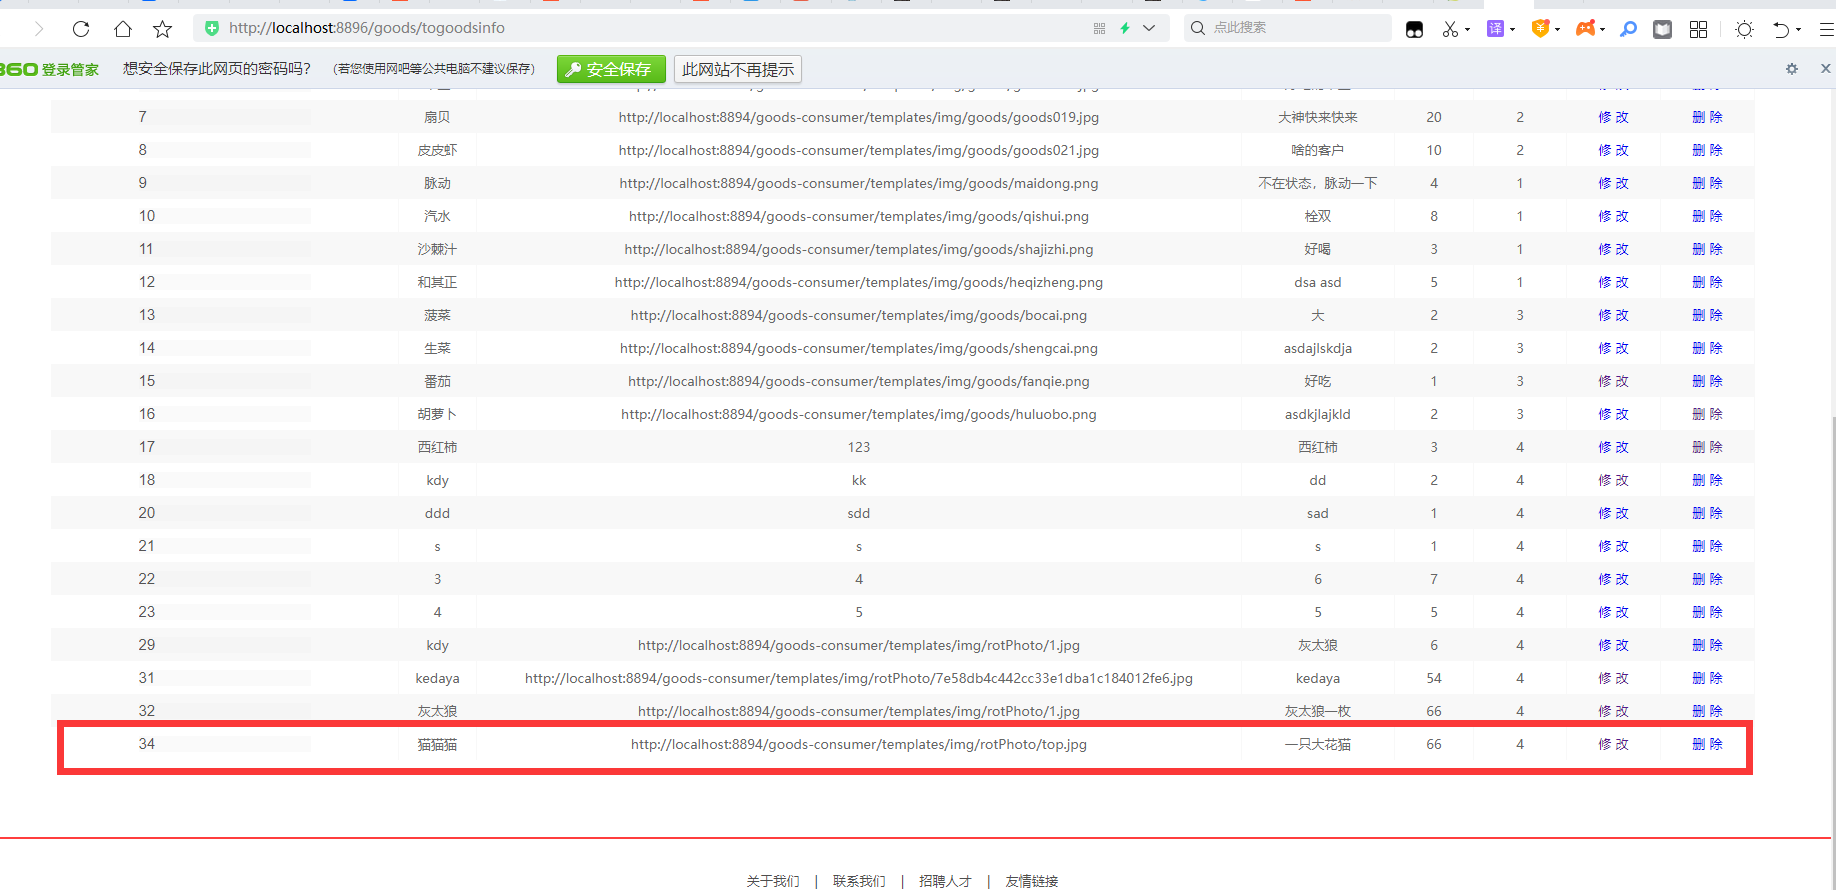 http://localhost:8896/goods/togoodsinfo
点此搜索
译
360 登录管家 想安全保存此网页的密码吗? (若您使用网吧等公共电脑不建议保存) 安全保存 此网站不再提示
7 扇贝 http://localhost:8894/goods-consumer/templates/img/goods/goods019.jpg 大神快来快来 20 2 修 改 删 除
8 皮皮虾 http://localhost:8894/goods-consumer/templates/img/goods/goods021.jpg 啥的客户 10 2 修 改 删 除
9 脉动 http://localhost:8894/goods-consumer/templates/img/goods/maidong.png 不在状态，脉动一下 4 1 修 改 删 除
10 汽水 http://localhost:8894/goods-consumer/templates/img/goods/qishui.png 栓双 8 1 修 改 删 除
11 沙棘汁 http://localhost:8894/goods-consumer/templates/img/goods/shajizhi.png 好喝 3 1 修 改 删 除
12 和其正 http://localhost:8894/goods-consumer/templates/img/goods/heqizheng.png dsa asd 5 1 修 改 删 除
13 菠菜 http://localhost:8894/goods-consumer/templates/img/goods/bocai.png 大 2 3 修 改 删 除
14 生菜 http://localhost:8894/goods-consumer/templates/img/goods/shengcai.png asdajlskdja 2 3 修 改 删 除
15 番茄 http://localhost:8894/goods-consumer/templates/img/goods/fanqie.png 好吃 1 3 修 改 删 除
16 胡萝卜 http://localhost:8894/goods-consumer/templates/img/goods/huluobo.png asdkjlajkld 2 3 修 改 删 除
17 西红柿 123 西红柿 3 4 修 改 删 除
18 kdy kk dd 2 4 修 改 删 除
20 ddd sdd sad 1 4 修 改 删 除
21 s s s 1 4 修 改 删 除
22 3 4 6 7 4 修 改 删 除
23 4 5 5 5 4 修 改 删 除
29 kdy http://localhost:8894/goods-consumer/templates/img/rotPhoto/1.jpg 灰太狼 6 4 修 改 删 除
31 kedaya http://localhost:8894/goods-consumer/templates/img/rotPhoto/7e58db4c442cc33e1dba1c184012fe6.jpg kedaya 54 4 修 改 删 除
32 灰太狼 http://localhost:8894/goods-consumer/templates/img/rotPhoto/1.jpg 灰太狼一枚 66 4 修 改 删 除
34 猫猫猫 http://localhost:8894/goods-consumer/templates/img/rotPhoto/top.jpg 一只大花猫 66 4 修 改 删 除
关于我们 | 联系我们 | 招聘人才 | 友情链接